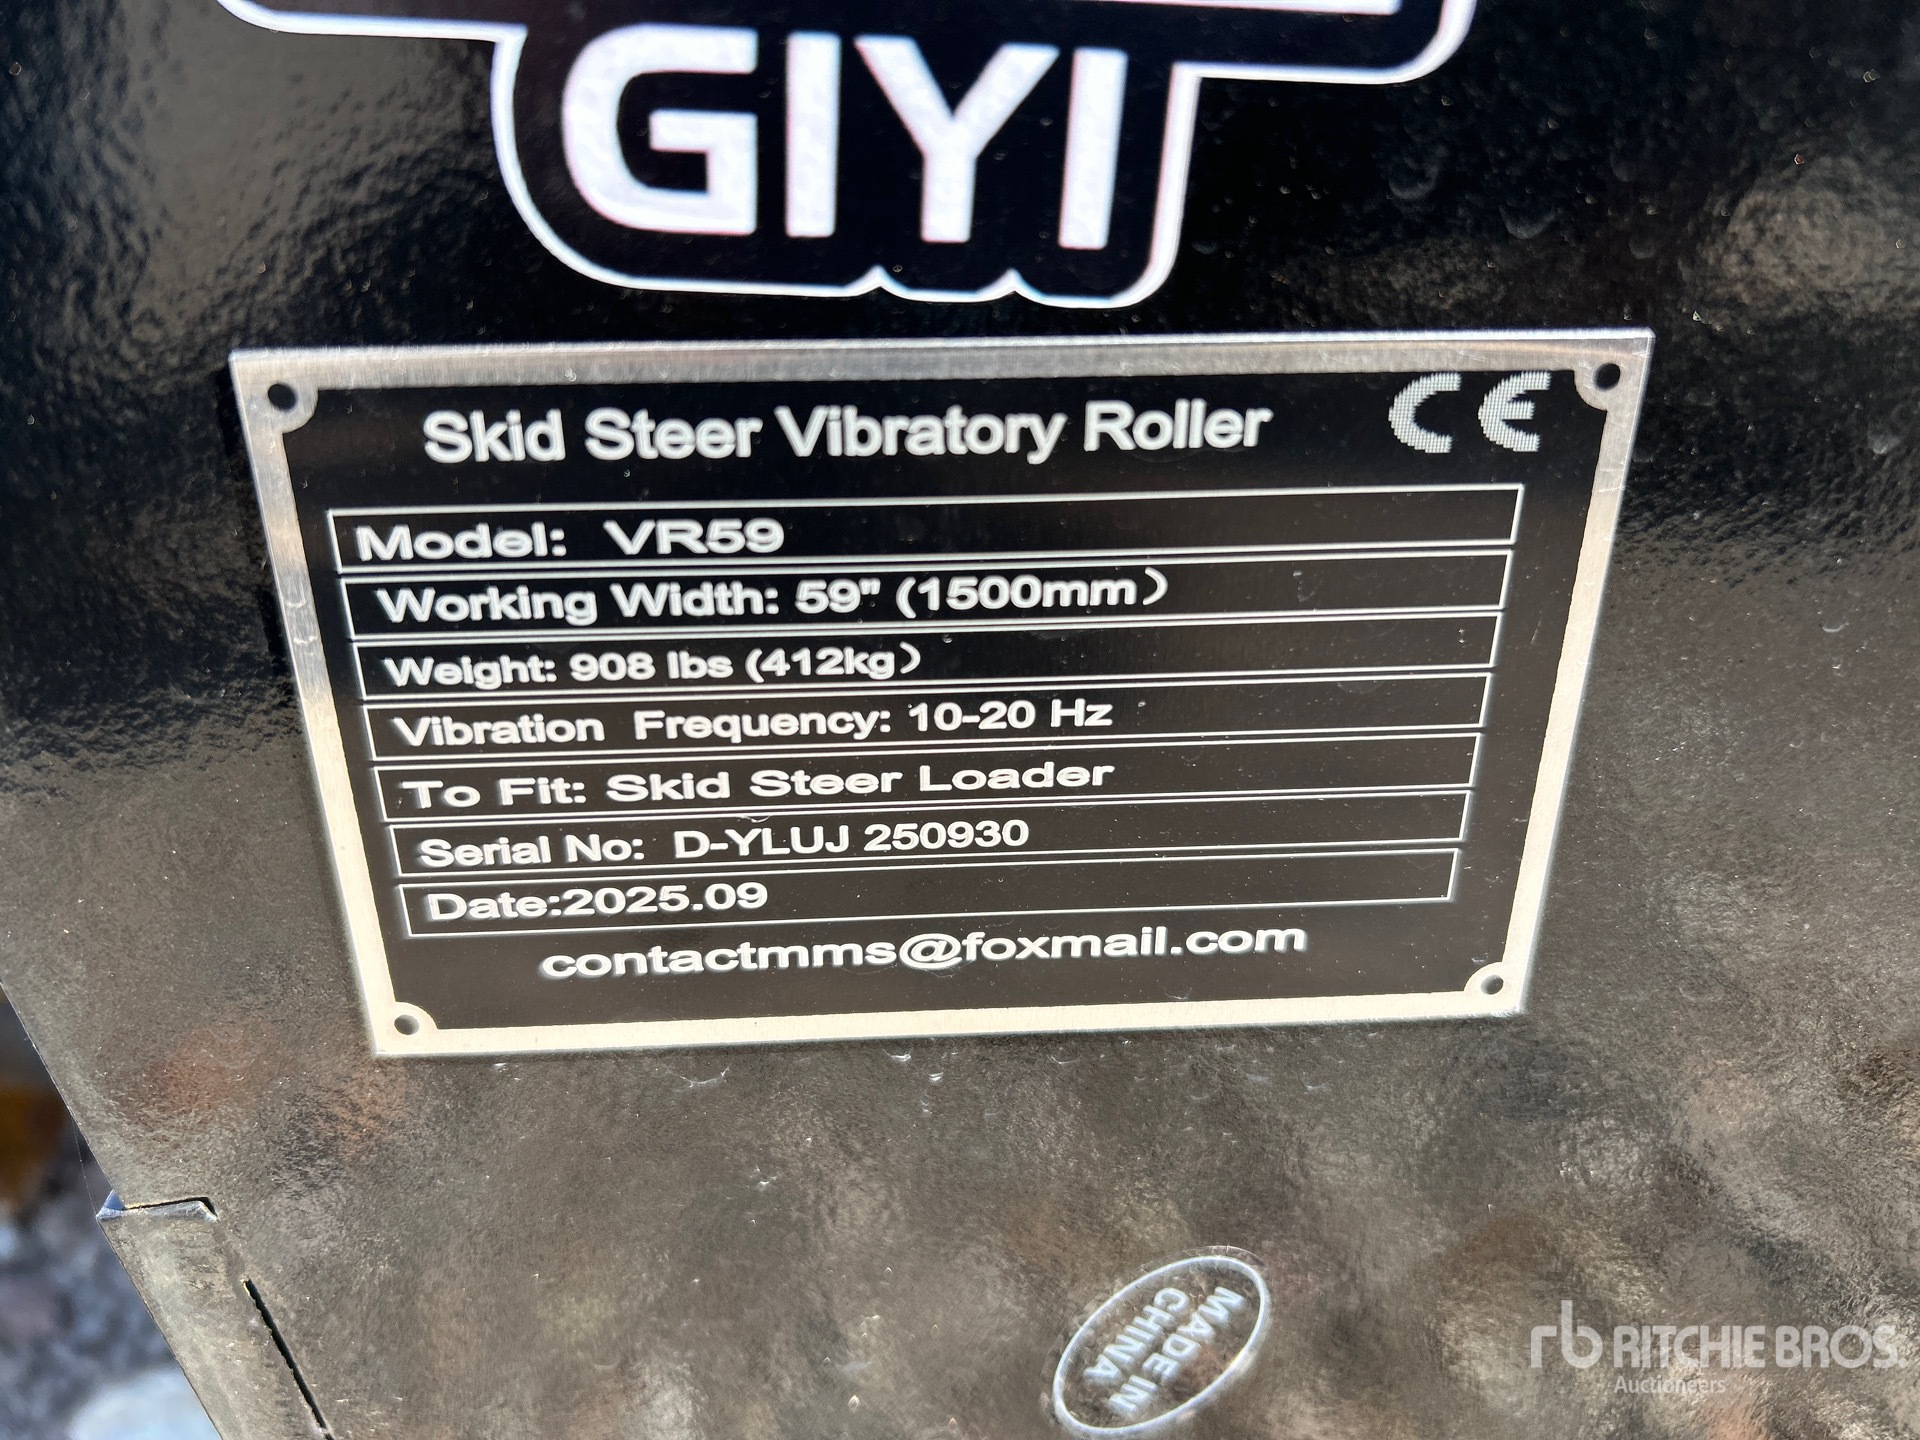 GIYI
Skid Steer Vibratory Roller CE
Model: VR59
Working Width: 59" (1500mm）
Weight: 908 lbs (412kg）
Vibration Frequency: 10-20 Hz
To Fit: Skid Steer Loader
Serial No: D-YLUJ 250930
Date:2025.09
contactmms@foxmail.com
MADE IN
CHINA
rb RITCHIE BROS.
Auctioneers